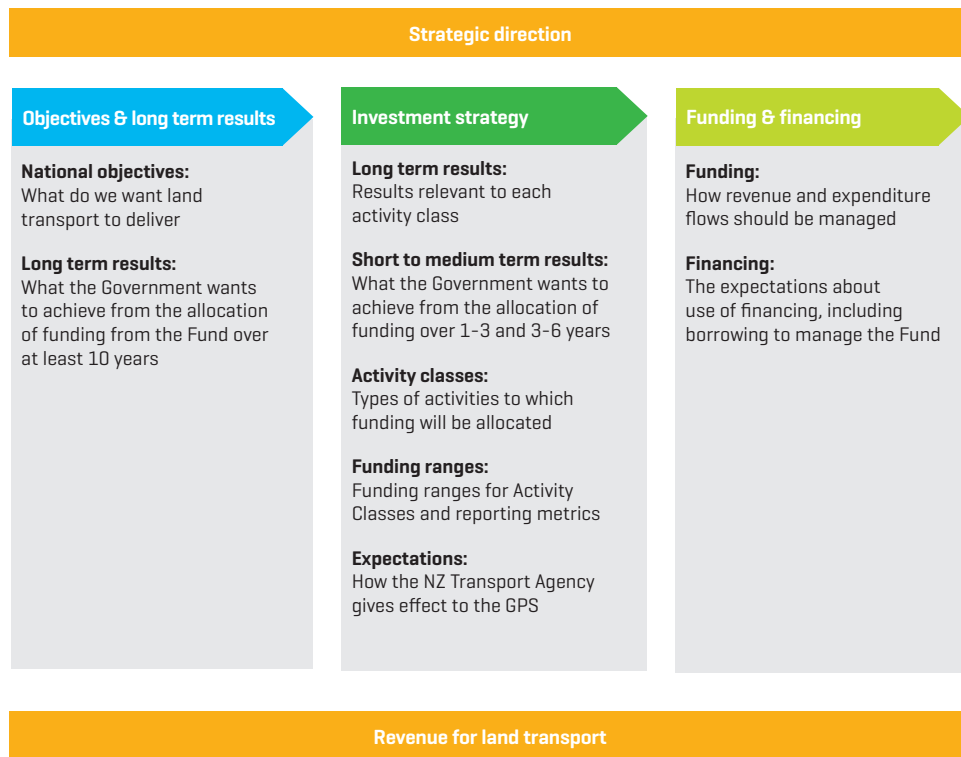 Strategic direction
Objectives & long term results
National objectives:
What do we want land
transport to deliver
Long term results:
What the Government wants
to achieve from the allocation
of funding from the Fund over
at least 10 years
Investment strategy
Long term results:
Results relevant to each
activity class
Short to medium term results:
What the Government wants to
achieve from the allocation of
funding over 1-3 and 3-6 years
Activity classes:
Types of activities to which
funding will be allocated
Funding ranges:
Funding ranges for Activity
Classes and reporting metrics
Expectations:
How the NZ Transport Agency
gives effect to the GPS
Funding & financing
Funding:
How revenue and expenditure
flows should be managed
Financing:
The expectations about
use of financing, including
borrowing to manage the Fund
Revenue for land transport